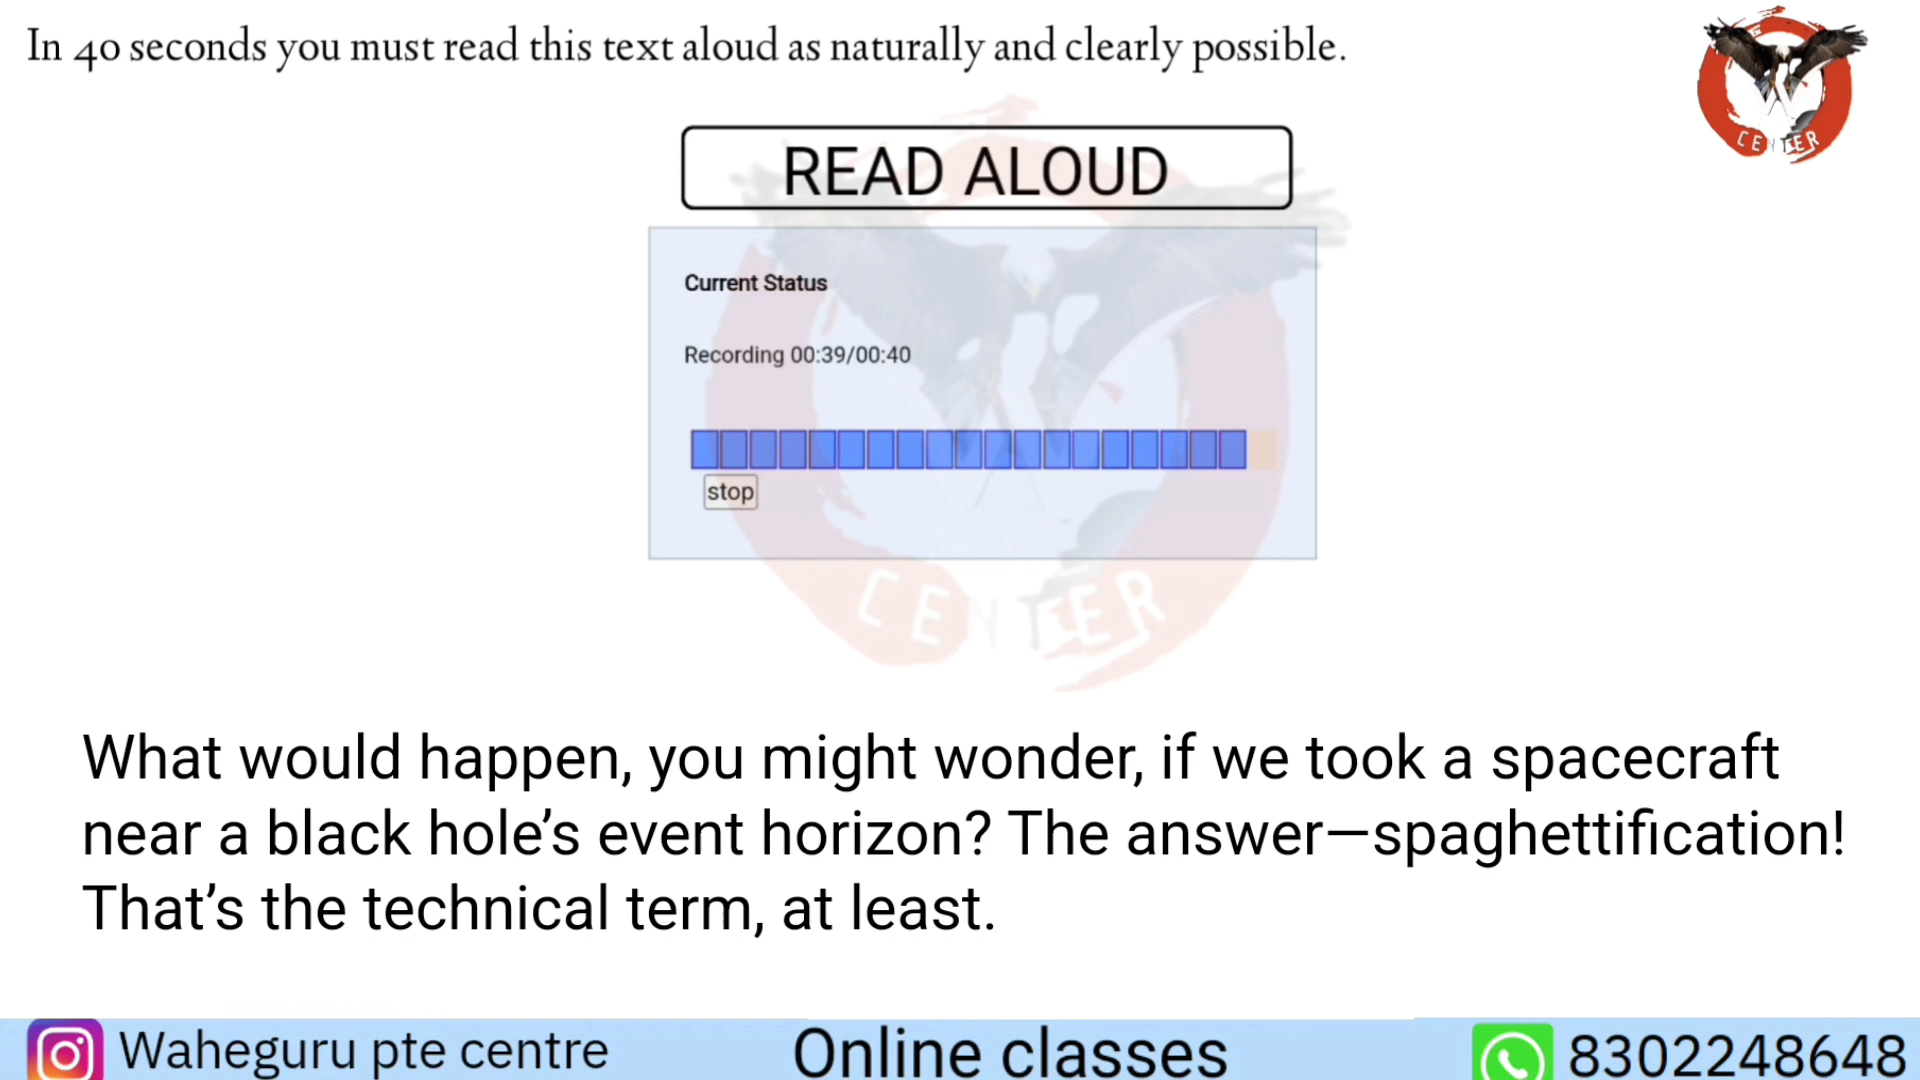 In 40 seconds you must read this text aloud as naturally and clearly possible.
CENTER
READ ALOUD
Current Status
Recording 00:39/00:40
stop
CENTER
What would happen, you might wonder, if we took a spacecraft
near a black hole’s event horizon? The answer—spaghettification!
That’s the technical term, at least.
Waheguru pte centre
Online classes
8302248648